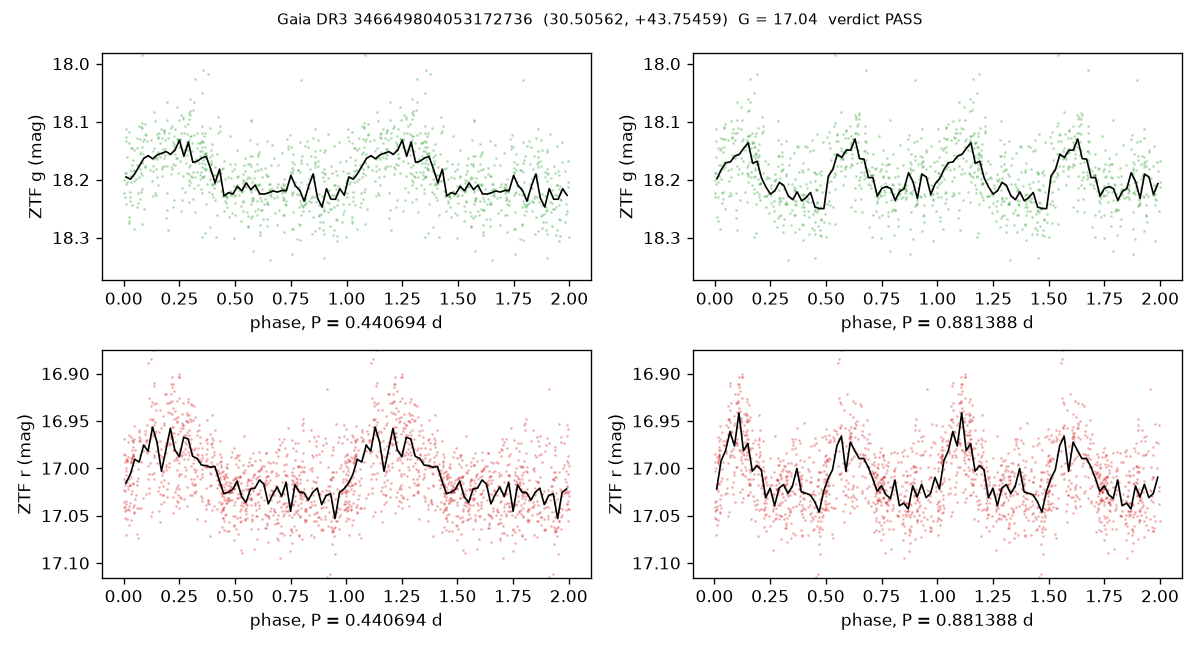 Gaia DR3 346649804053172736  (30.50562, +43.75459)  G = 17.04  verdict PASS
ZTF g (mag)
18.0
18.1
18.2
18.3
0.00 0.25 0.50 0.75 1.00 1.25 1.50 1.75 2.00
phase, P = 0.440694 d
ZTF g (mag)
18.0
18.1
18.2
18.3
0.00 0.25 0.50 0.75 1.00 1.25 1.50 1.75 2.00
phase, P = 0.881388 d
ZTF r (mag)
16.90
16.95
17.00
17.05
17.10
0.00 0.25 0.50 0.75 1.00 1.25 1.50 1.75 2.00
phase, P = 0.440694 d
ZTF r (mag)
16.90
16.95
17.00
17.05
17.10
0.00 0.25 0.50 0.75 1.00 1.25 1.50 1.75 2.00
phase, P = 0.881388 d